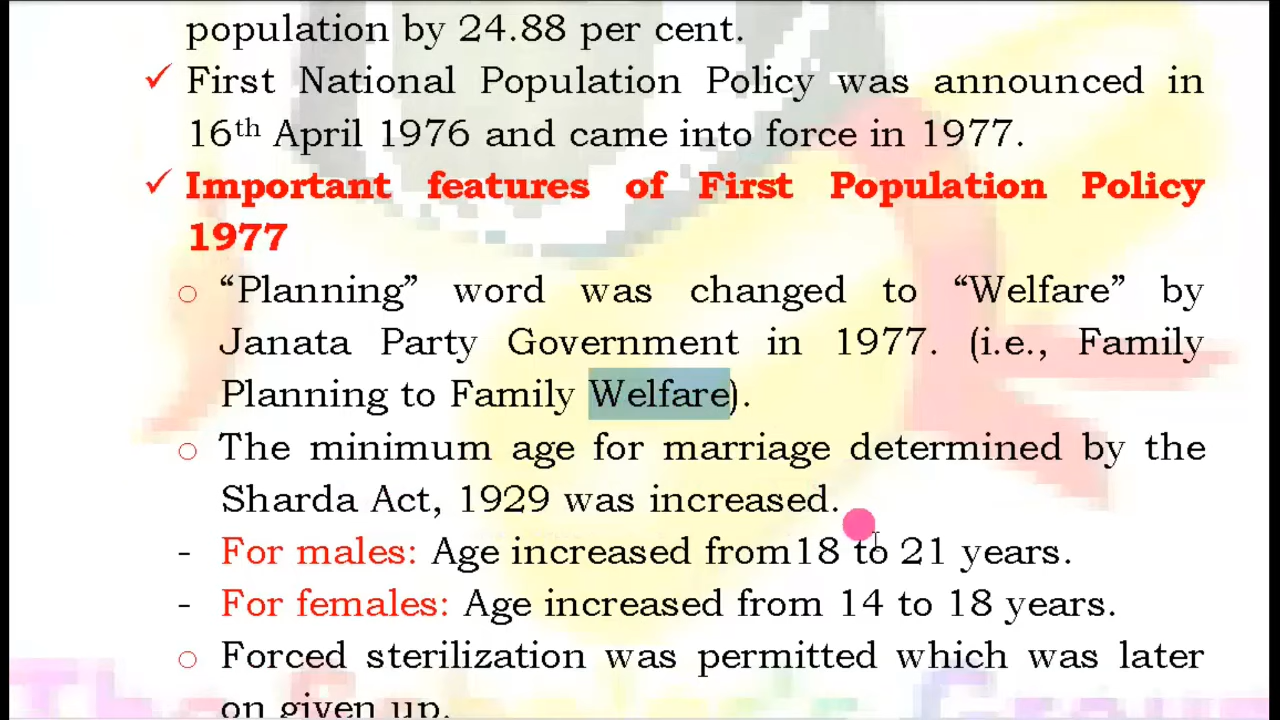 population by 24.88 per cent.
✓ First National Population Policy was announced in
16th April 1976 and came into force in 1977.
✓ Important features of First Population Policy
1977
○ “Planning” word was changed to “Welfare” by
Janata Party Government in 1977. (i.e., Family
Planning to Family Welfare).
○ The minimum age for marriage determined by the
Sharda Act, 1929 was increased.
- For males: Age increased from18 to 21 years.
- For females: Age increased from 14 to 18 years.
○ Forced sterilization was permitted which was later
on given up.